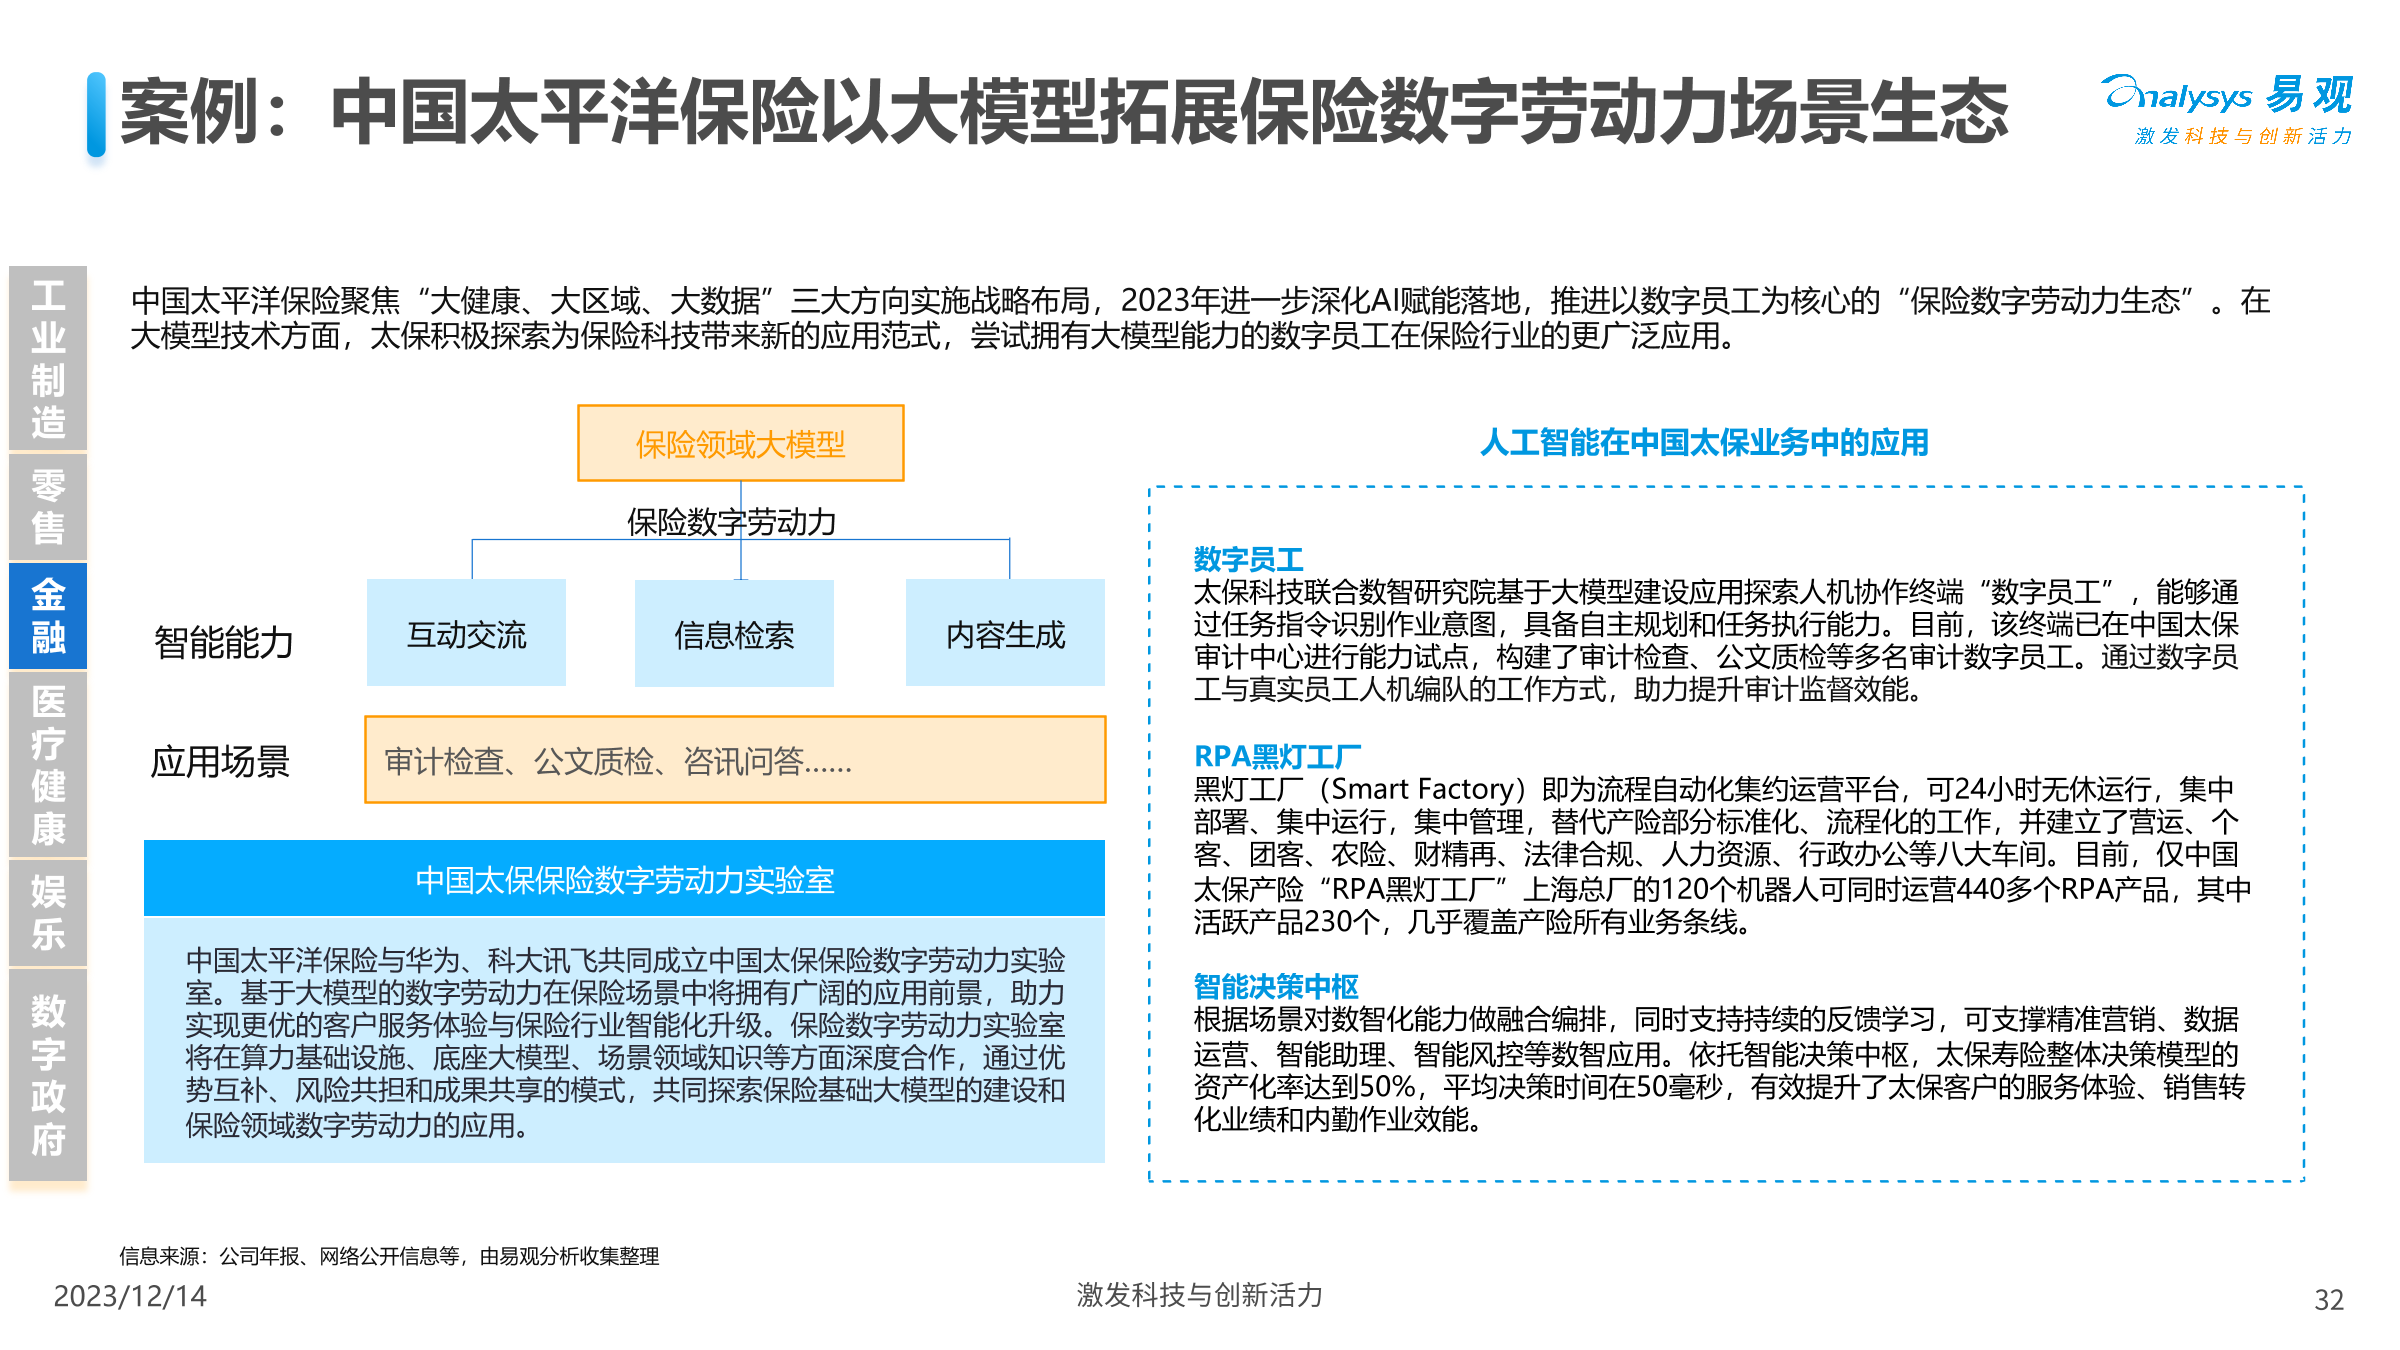 案例：中国太平洋保险以大模型拓展保险数字劳动力场景生态
analysys 易观
激发科技与创新活力
工业制造
零售
金融
医疗健康
娱乐
数字政府
中国太平洋保险聚焦“大健康、大区域、大数据”三大方向实施战略布局，2023年进一步深化AI赋能落地，推进以数字员工为核心的“保险数字劳动力生态”。在
大模型技术方面，太保积极探索为保险科技带来新的应用范式，尝试拥有大模型能力的数字员工在保险行业的更广泛应用。
保险领域大模型
保险数字劳动力
智能能力
互动交流
信息检索
内容生成
应用场景
审计检查、公文质检、咨讯问答......
中国太保保险数字劳动力实验室
中国太平洋保险与华为、科大讯飞共同成立中国太保保险数字劳动力实验
室。基于大模型的数字劳动力在保险场景中将拥有广阔的应用前景，助力
实现更优的客户服务体验与保险行业智能化升级。保险数字劳动力实验室
将在算力基础设施、底座大模型、场景领域知识等方面深度合作，通过优
势互补、风险共担和成果共享的模式，共同探索保险基础大模型的建设和
保险领域数字劳动力的应用。
人工智能在中国太保业务中的应用
数字员工
太保科技联合数智研究院基于大模型建设应用探索人机协作终端“数字员工”，能够通
过任务指令识别作业意图，具备自主规划和任务执行能力。目前，该终端已在中国太保
审计中心进行能力试点，构建了审计检查、公文质检等多名审计数字员工。通过数字员
工与真实员工人机编队的工作方式，助力提升审计监督效能。
RPA黑灯工厂
黑灯工厂（Smart Factory）即为流程自动化集约运营平台，可24小时无休运行，集中
部署、集中运行，集中管理，替代产险部分标准化、流程化的工作，并建立了营运、个
客、团客、农险、财精再、法律合规、人力资源、行政办公等八大车间。目前，仅中国
太保产险“RPA黑灯工厂”上海总厂的120个机器人可同时运营440多个RPA产品，其中
活跃产品230个，几乎覆盖产险所有业务条线。
智能决策中枢
根据场景对数智化能力做融合编排，同时支持持续的反馈学习，可支撑精准营销、数据
运营、智能助理、智能风控等数智应用。依托智能决策中枢，太保寿险整体决策模型的
资产化率达到50%，平均决策时间在50毫秒，有效提升了太保客户的服务体验、销售转
化业绩和内勤作业效能。
信息来源：公司年报、网络公开信息等，由易观分析收集整理
2023/12/14
激发科技与创新活力
32